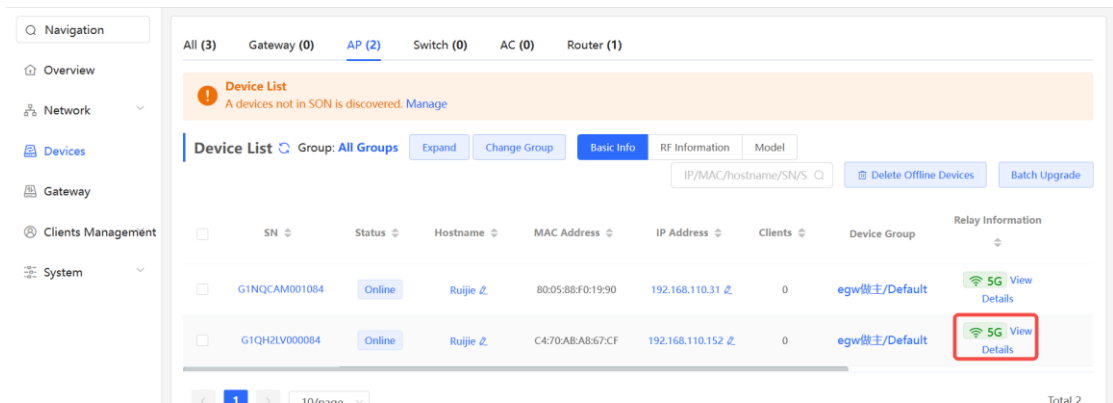 Navigation
Overview
Network
Devices
Gateway
Clients Management
System
All (3) Gateway (0) AP (2) Switch (0) AC (0) Router (1)
Device List
A devices not in SON is discovered. Manage
Device List Group: All Groups Expand Change Group Basic Info RF Information Model
IP/MAC/hostname/SN/S Delete Offline Devices Batch Upgrade
SN Status Hostname MAC Address IP Address Clients Device Group Relay Information
G1NQCAM001084 Online Ruijie 80:05:88:F0:19:90 192.168.110.31 0 egw做主/Default 5G View
Details
G1QH2LV000084 Online Ruijie C4:70:AB:A8:67:CF 192.168.110.152 0 egw做主/Default 5G View
Details
1 10/page Total 2